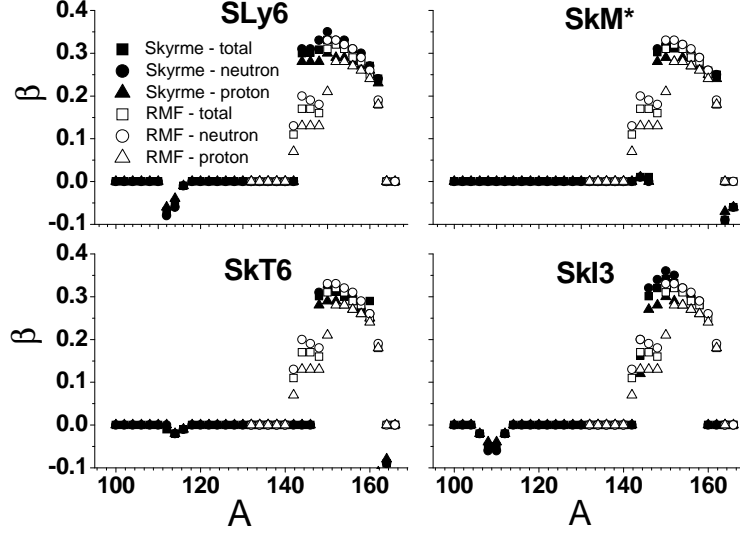 SLy6
SkM*
0.4
0.3
0.2
0.1
0.0
-0.1
β
Skyrme - total
Skyrme - neutron
Skyrme - proton
RMF - total
RMF - neutron
RMF - proton
SkT6
SkI3
0.4
0.3
0.2
0.1
0.0
-0.1
β
100 120 140 160
100 120 140 160
A
A